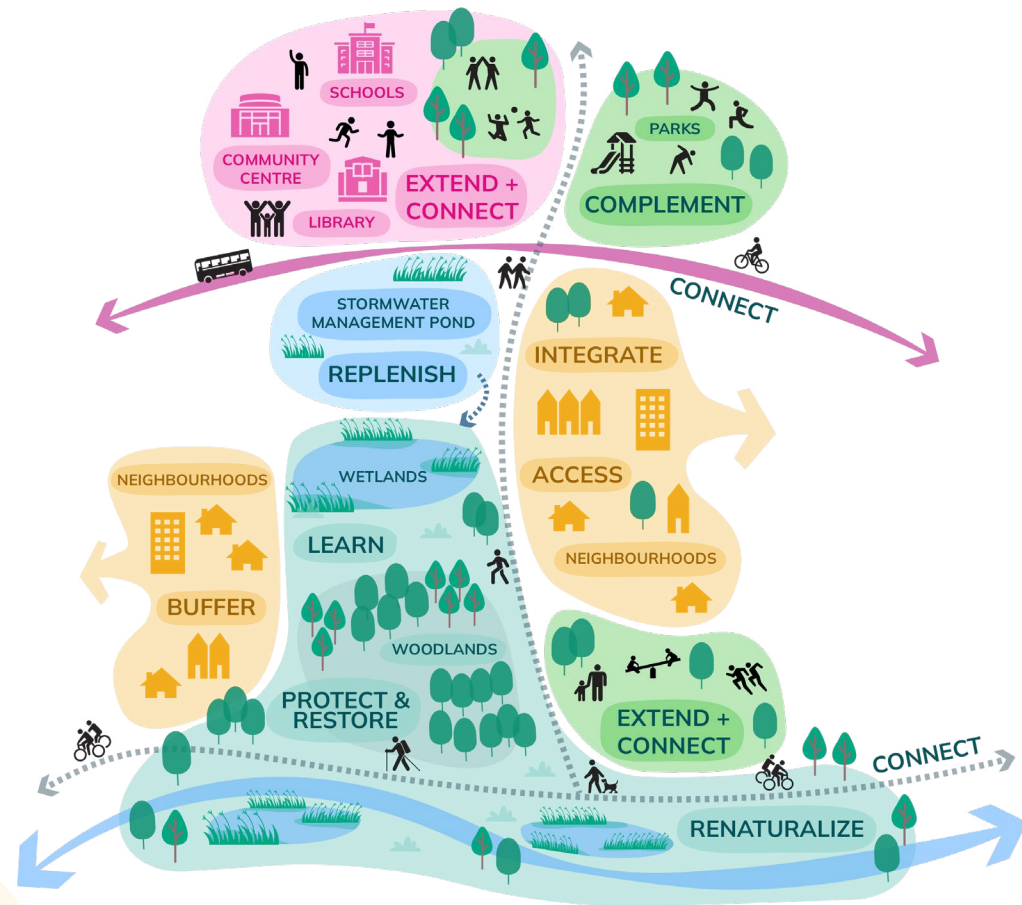 SCHOOLS
COMMUNITY
CENTRE
LIBRARY
EXTEND +
CONNECT
PARKS
COMPLEMENT
CONNECT
STORMWATER
MANAGEMENT POND
REPLENISH
INTEGRATE
ACCESS
NEIGHBOURHOODS
WETLANDS
LEARN
NEIGHBOURHOODS
BUFFER
WOODLANDS
PROTECT &
RESTORE
EXTEND +
CONNECT
CONNECT
RENATURALIZE